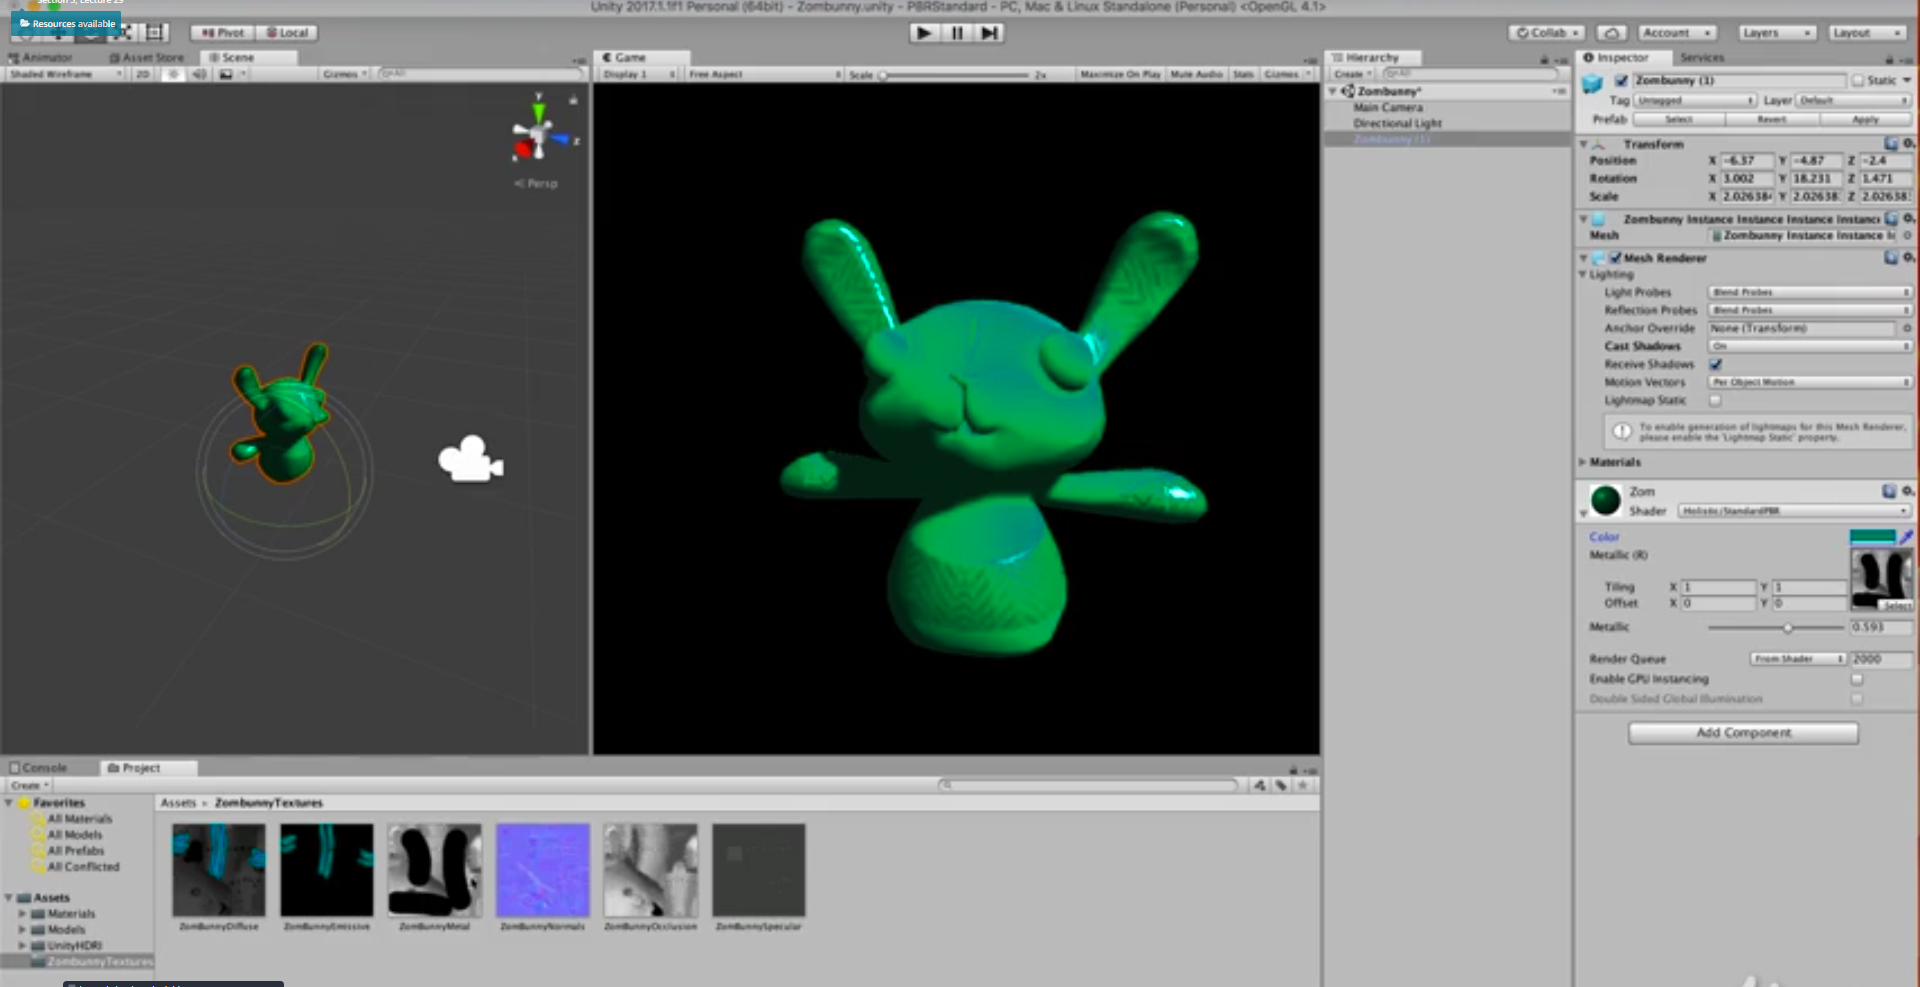 Section 5, Lecture 29
Unity 2017.1.1f1 Personal (64bit) - Zombunny.unity - PBRStandard - PC, Mac & Linux Standalone (Personal) <OpenGL 4.1>
Resources available
Pivot Local
Collab Account Layers Layout
Animator Asset Store Scene
Game
Hierarchy
Inspector Services
Shaded Wireframe 2D Gizmos All
Display 1 Free Aspect Scale 2x Maximize On Play Mute Audio Stats Gizmos
Create All
Zombunny*
Main Camera
Directional Light
Zombunny (1)
y
z
x
Persp
Zombunny (1) Static
Tag Untagged Layer Default
Prefab Select Revert Apply
Transform
Position X -6.37 Y -4.87 Z -2.4
Rotation X 3.002 Y 18.231 Z 1.471
Scale X 2.02638 Y 2.02638 Z 2.02638
Zombunny Instance Instance Instance Instance
Mesh Zombunny Instance Instance
Mesh Renderer
Lighting
Light Probes Blend Probes
Reflection Probes Blend Probes
Anchor Override None (Transform)
Cast Shadows On
Receive Shadows
Motion Vectors Per Object Motion
Lightmap Static
To enable generation of lightmaps for this Mesh Renderer,
please enable the 'Lightmap Static' property.
Materials
Zom
Shader Holistic/StandardPBR
Color
Metallic (R)
Tiling X 1 Y 1
Offset X 0 Y 0
Select
Metallic 0.593
Render Queue From Shader 2000
Enable GPU Instancing
Double Sided Global Illumination
Add Component
Console Project
Create
Favorites
All Materials
All Models
All Prefabs
All Conflicted
Assets
Materials
Models
UnityHDRI
ZombunnyTextures
Assets ZombunnyTextures
ZomBunnyDiffuse ZomBunnyEmissive ZomBunnyMetal ZomBunnyNormals ZomBunnyOcclusion ZomBunnySpecular